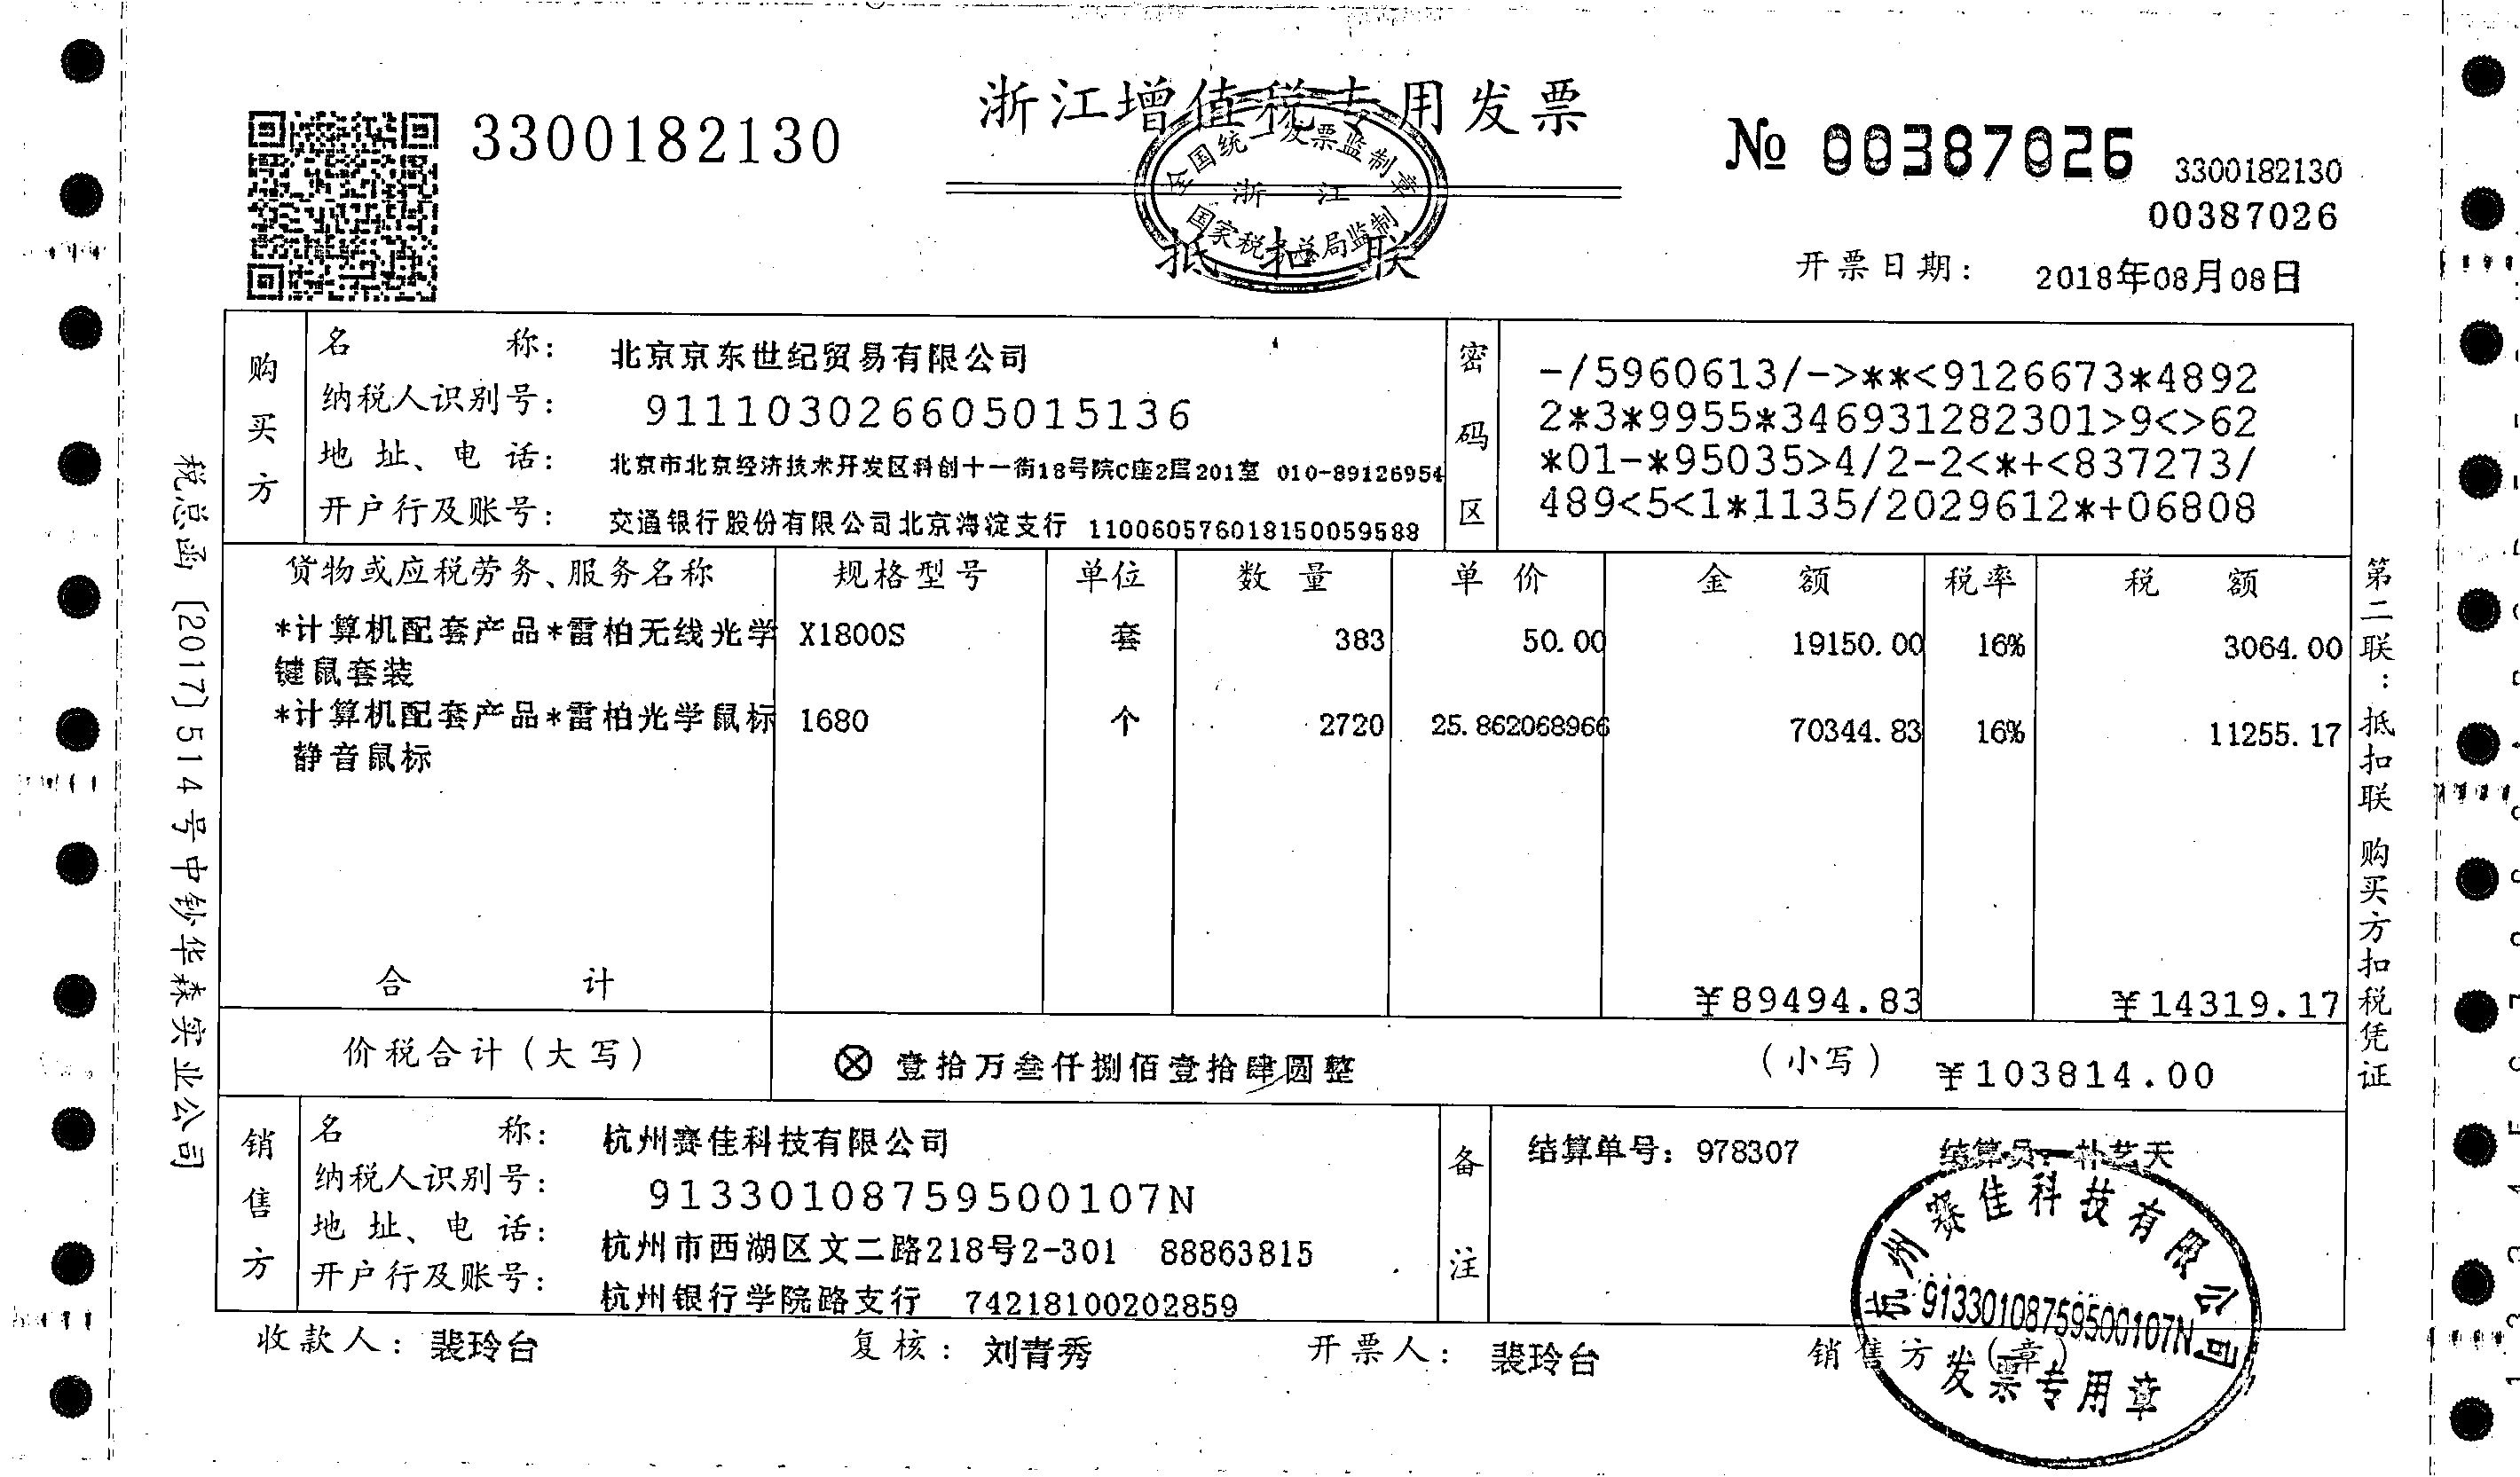 浙江增值税专用发票
3300182130
№ 00387026
3300182130
00387026
全国统一发票监制章
浙 江
国家税务总局监制
抵扣联
开票日期: 2018年08月08日
购买方
名 称: 北京京东世纪贸易有限公司
纳税人识别号: 911103026605015136
地 址、电 话: 北京市北京经济技术开发区科创十一街18号院C座2层201室 010-89126954
开户行及账号: 交通银行股份有限公司北京海淀支行 110060576018150059588
密码区
-/5960613/->**<9126673*4892
2*3*9955*346931282301>9<>62
*01-*95035>4/2-2<*+<837273/
489<5<1*1135/2029612*+06808
货物或应税劳务、服务名称 规格型号 单位 数 量 单 价 金 额 税率 税 额
*计算机配套产品*雷柏无线光学 X1800S 套 383 50.00 19150.00 16% 3064.00
键鼠套装
*计算机配套产品*雷柏光学鼠标 1680 个 2720 25.862068966 70344.83 16% 11255.17
静音鼠标
合 计 ¥89494.83 ¥14319.17
价税合计(大写) ⊗壹拾万叁仟捌佰壹拾肆圆整 (小写) ¥103814.00
销售方
名 称: 杭州赛佳科技有限公司
纳税人识别号: 91330108759500107N
地 址、电 话: 杭州市西湖区文二路218号2-301 88863815
开户行及账号: 杭州银行学院路支行 74218100202859
备注
结算单号: 978307 结算员: 朴艺天
收款人: 裴玲台 复核: 刘青秀 开票人: 裴玲台 销售方(章)
杭州赛佳科技有限公司
91330108759500107N
发票专用章
税总函〔2017〕514号中钞华森实业公司
第二联:抵扣联 购买方扣税凭证